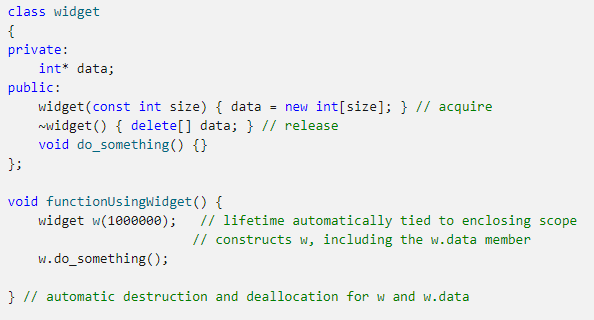 class widget
{
private:
    int* data;
public:
    widget(const int size) { data = new int[size]; } // acquire
    ~widget() { delete[] data; } // release
    void do_something() {}
};

void functionUsingWidget() {
    widget w(1000000);   // lifetime automatically tied to enclosing scope
                        // constructs w, including the w.data member
    w.do_something();

} // automatic destruction and deallocation for w and w.data